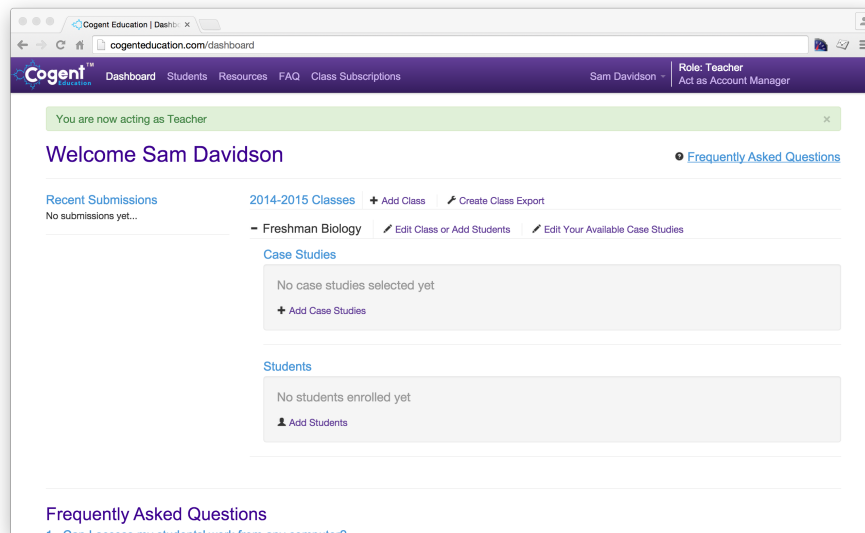 Cogent Education | Dashbo
cogenteducation.com/dashboard
Cogent™ Education
Dashboard Students Resources FAQ Class Subscriptions
Sam Davidson
Role: Teacher
Act as Account Manager
You are now acting as Teacher ×
Welcome Sam Davidson
Frequently Asked Questions
Recent Submissions
No submissions yet...
2014-2015 Classes Add Class Create Class Export
Freshman Biology Edit Class or Add Students Edit Your Available Case Studies
Case Studies
No case studies selected yet
Add Case Studies
Students
No students enrolled yet
Add Students
Frequently Asked Questions